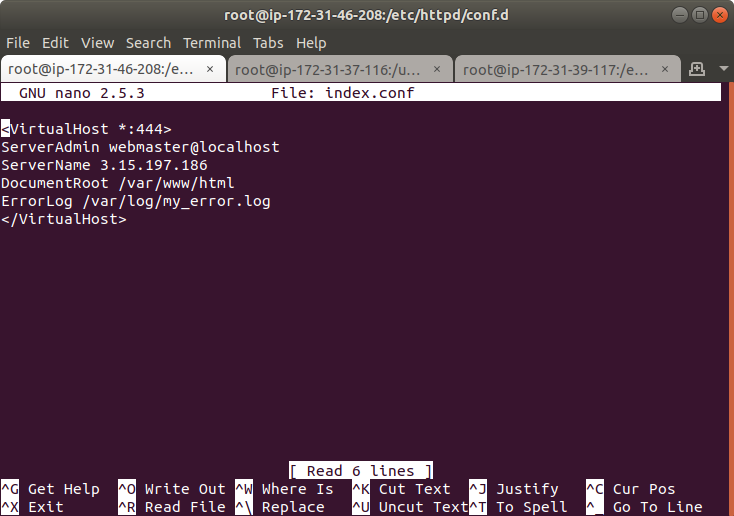 root@ip-172-31-46-208:/etc/httpd/conf.d
File Edit View Search Terminal Tabs Help
root@ip-172-31-46-208:/e... × root@ip-172-31-37-116:/u... × root@ip-172-31-39-117:/e... ×
GNU nano 2.5.3 File: index.conf
<VirtualHost *:444>
ServerAdmin webmaster@localhost
ServerName 3.15.197.186
DocumentRoot /var/www/html
ErrorLog /var/log/my_error.log
</VirtualHost>
[ Read 6 lines ]
^G Get Help ^O Write Out ^W Where Is ^K Cut Text ^J Justify ^C Cur Pos
^X Exit ^R Read File ^\ Replace ^U Uncut Text ^T To Spell ^_ Go To Line